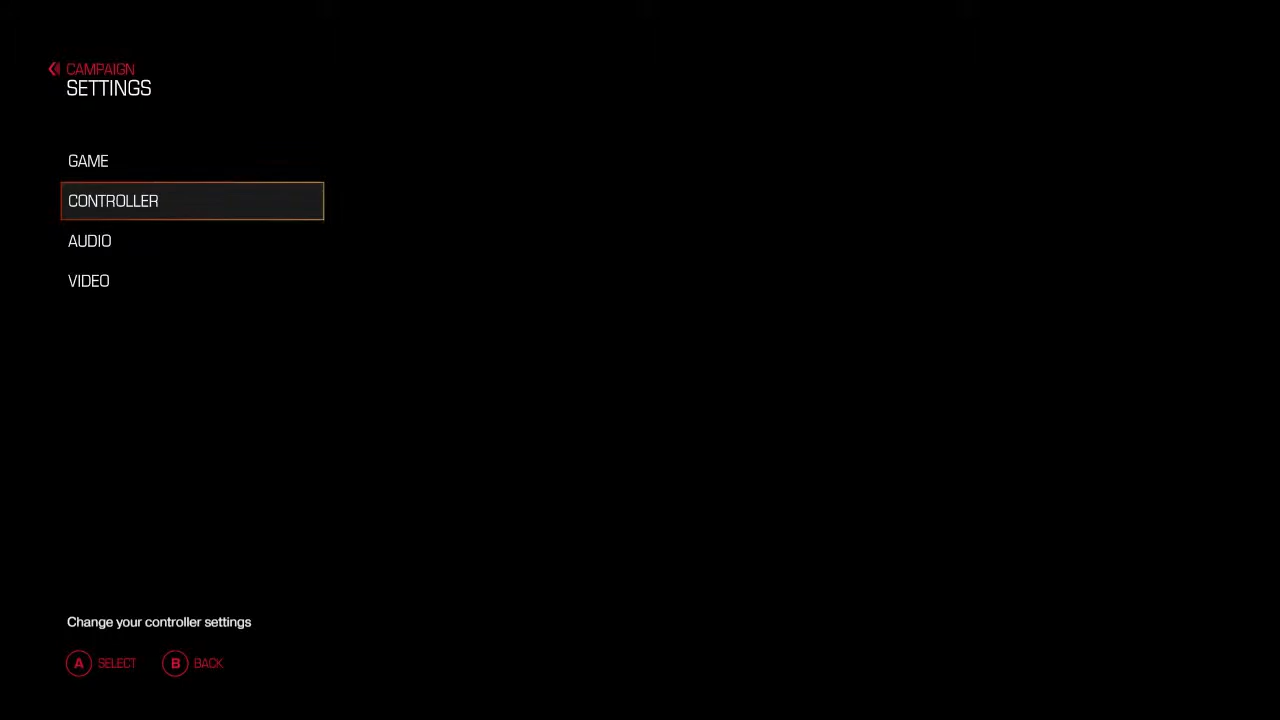 CAMPAIGN
SETTINGS
GAME
CONTROLLER
AUDIO
VIDEO
Change your controller settings
A SELECT B BACK